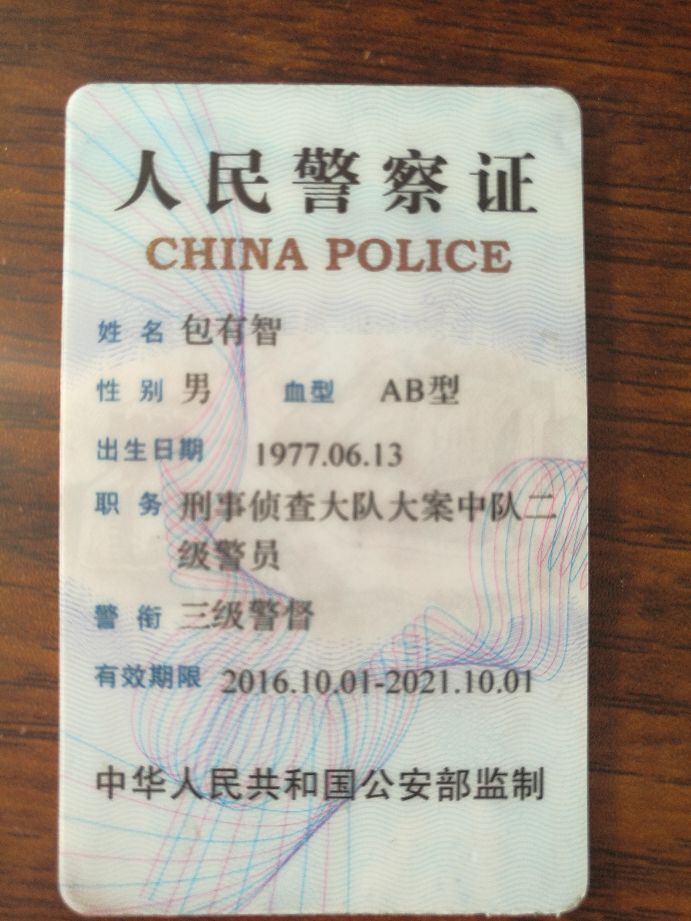 人民警察证
CHINA POLICE
姓名 包有智
性别 男 血型 AB型
出生日期 1977.06.13
职务 刑事侦查大队大案中队二
级警员
警衔 三级警督
有效期限 2016.10.01-2021.10.01
中华人民共和国公安部监制